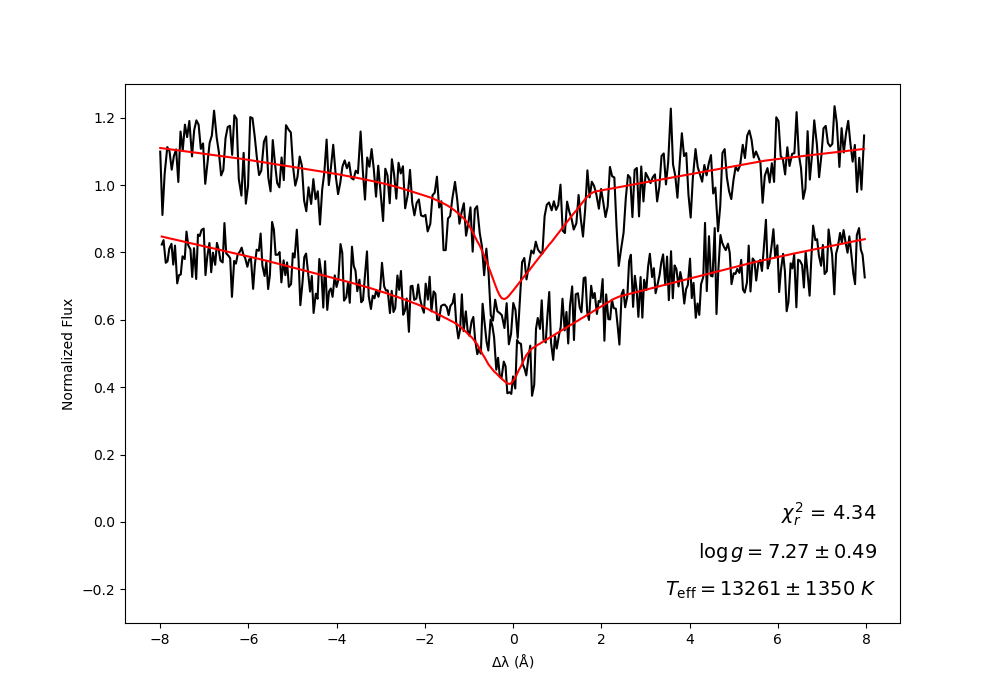 1.2
1.0
0.8
0.6
0.4
0.2
0.0
−0.2
Normalized Flux
χ²ᵣ = 4.34
log g = 7.27 ± 0.49
T_eff = 13261 ± 1350 K
−8 −6 −4 −2 0 2 4 6 8
Δλ (Å)